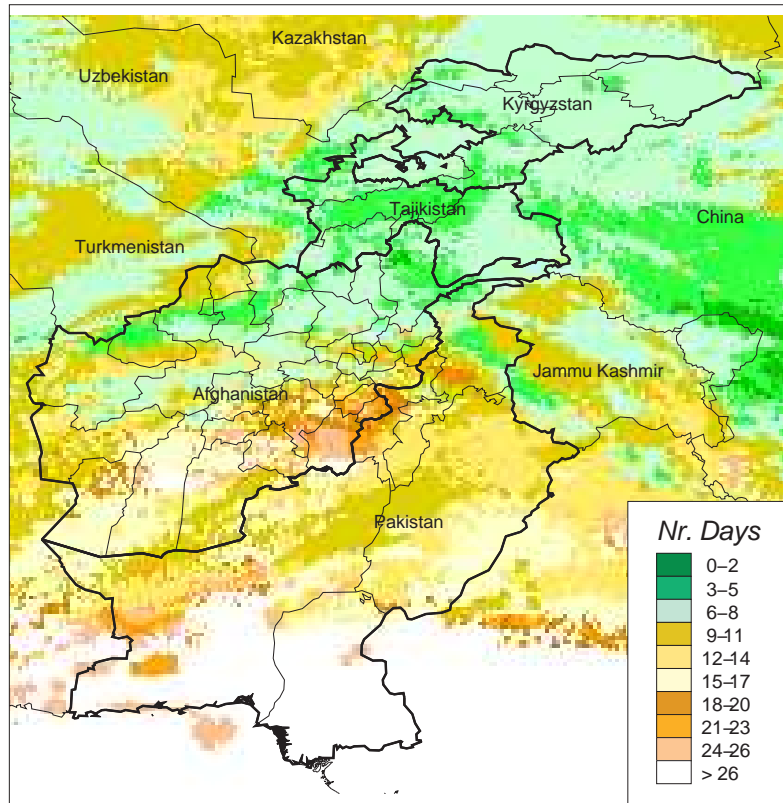 Kazakhstan
Uzbekistan
Kyrgyzstan
Tajikistan
China
Turkmenistan
Jammu Kashmir
Afghanistan
Pakistan
Nr. Days
0–2
3–5
6–8
9–11
12–14
15–17
18–20
21–23
24–26
> 26